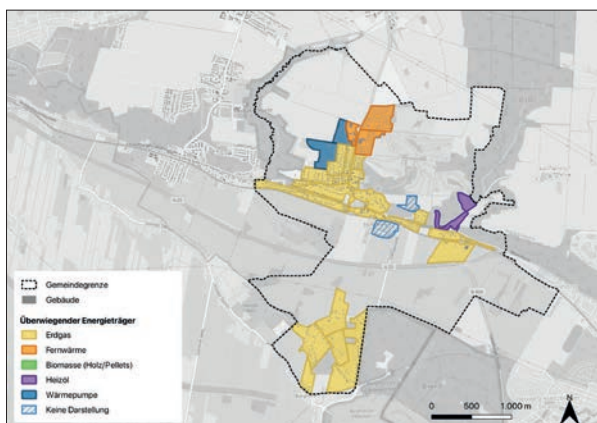 Gemeindegrenze
Gebäude
Überwiegender Energieträger
Erdgas
Fernwärme
Biomasse (Holz/Pellets)
Heizöl
Wärmepumpe
Keine Darstellung
0 500 1.000 m
N